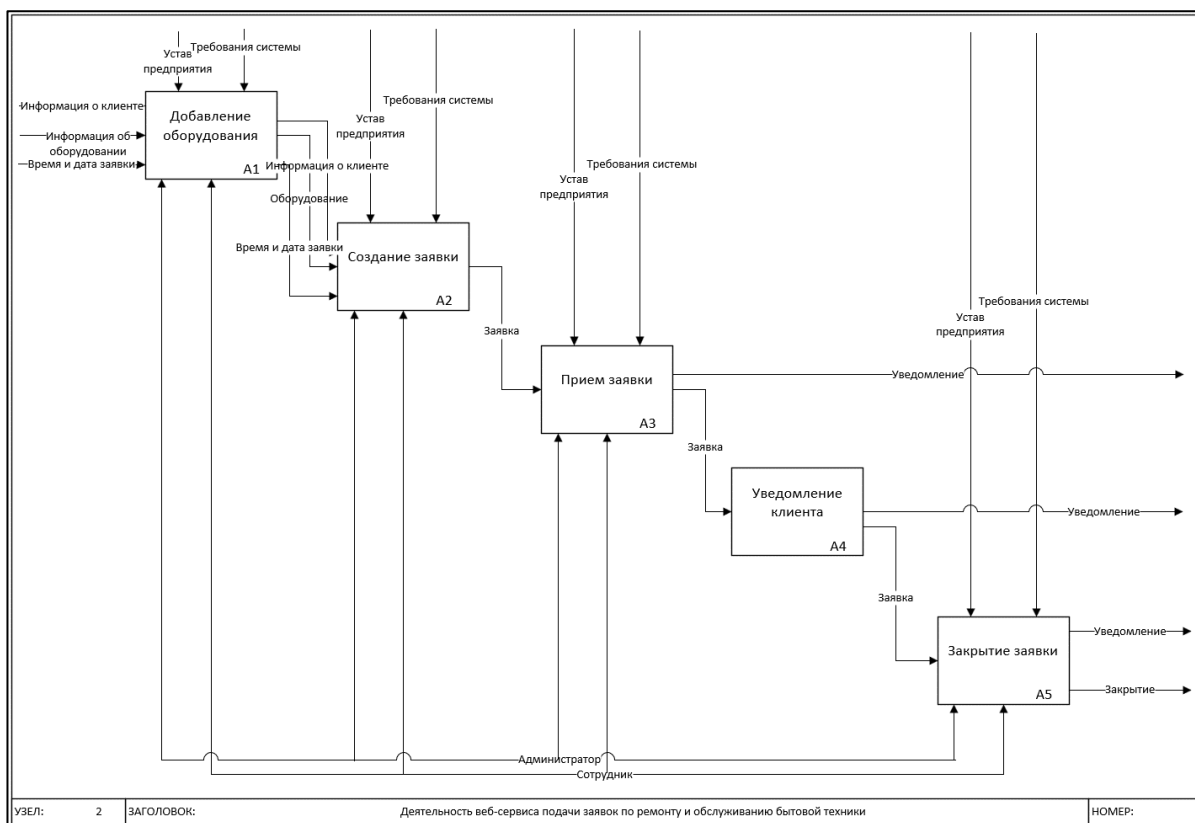 Устав
предприятия
Требования системы
Информация о клиенте
Информация об
оборудовании
Время и дата заявки
Добавление
оборудования
A1
Устав
предприятия
Требования системы
Информация о клиенте
Оборудование
Время и дата заявки
Создание заявки
A2
Заявка
Устав
предприятия
Требования системы
Прием заявки
A3
Уведомление
Заявка
Уведомление
клиента
A4
Уведомление
Заявка
Устав
предприятия
Требования системы
Закрытие заявки
A5
Уведомление
Закрытие
Администратор
Сотрудник
УЗЕЛ: 2 ЗАГОЛОВОК: Деятельность веб-сервиса подачи заявок по ремонту и обслуживанию бытовой техники НОМЕР: